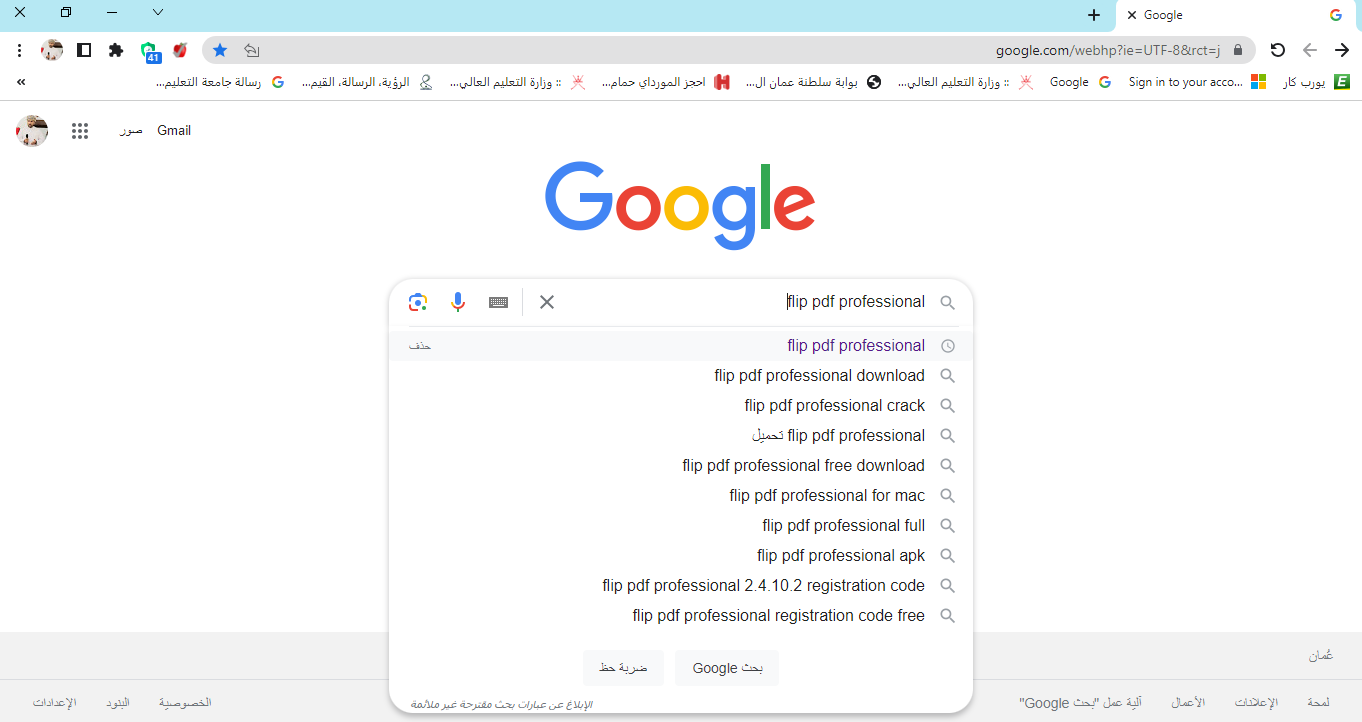 Google
google.com/webhp?ie=UTF-8&rct=j
41
يورب كار
Sign in to your acco...
Google
:: وزارة التعليم العالي...
بوابة سلطنة عمان ال...
احجز المورداي حمام...
:: وزارة التعليم العالي...
الرؤية، الرسالة، القيم...
رسالة جامعة التعليم...
«
Gmail
صور
Google
flip pdf professional
flip pdf professional
حذف
flip pdf professional download
flip pdf professional crack
flip pdf professional تحميل
flip pdf professional free download
flip pdf professional for mac
flip pdf professional full
flip pdf professional apk
flip pdf professional 2.4.10.2 registration code
flip pdf professional registration code free
بحث Google
ضربة حظ
الإبلاغ عن عبارات بحث مقترحة غير ملائمة
عُمان
لمحة
الإعلانات
الأعمال
آلية عمل "بحث Google"
الخصوصية
البنود
الإعدادات